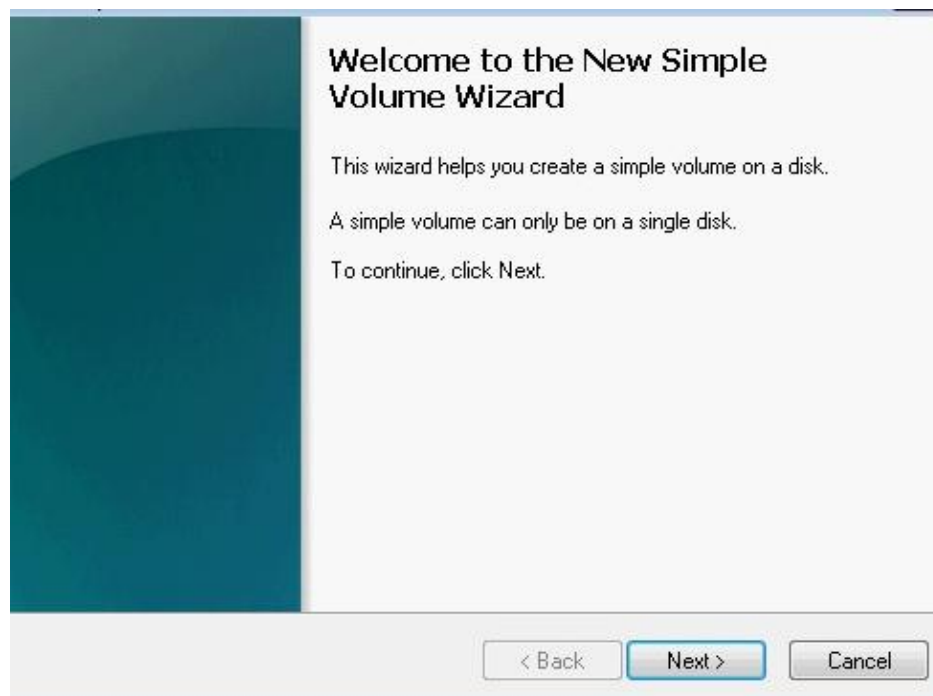 Welcome to the New Simple
Volume Wizard
This wizard helps you create a simple volume on a disk.
A simple volume can only be on a single disk.
To continue, click Next.
< Back
Next >
Cancel